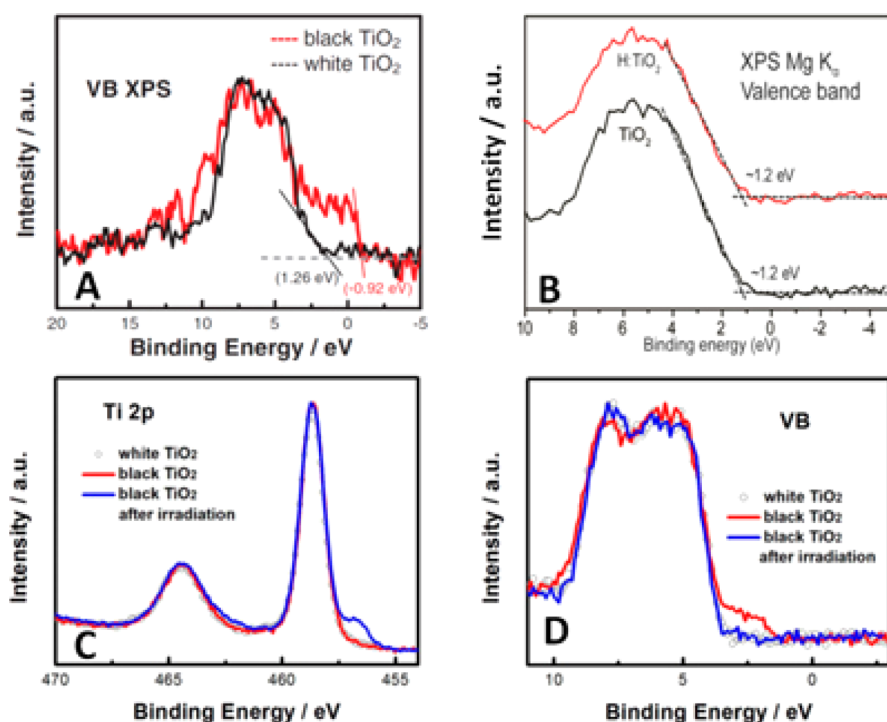 Intensity / a.u.
VB XPS
black TiO2
white TiO2
(1.26 eV)
(-0.92 eV)
A
20 15 10 5 0 -5
Binding Energy / eV
Intensity / a.u.
H:TiO2
XPS Mg Kα
Valence band
TiO2
~1.2 eV
~1.2 eV
B
10 8 6 4 2 0 -2 -4
Binding energy (eV)
Intensity / a.u.
Ti 2p
white TiO2
black TiO2
black TiO2
after irradiation
C
470 465 460 455
Binding Energy / eV
Intensity / a.u.
VB
white TiO2
black TiO2
black TiO2
after irradiation
D
10 5 0
Binding Energy / eV